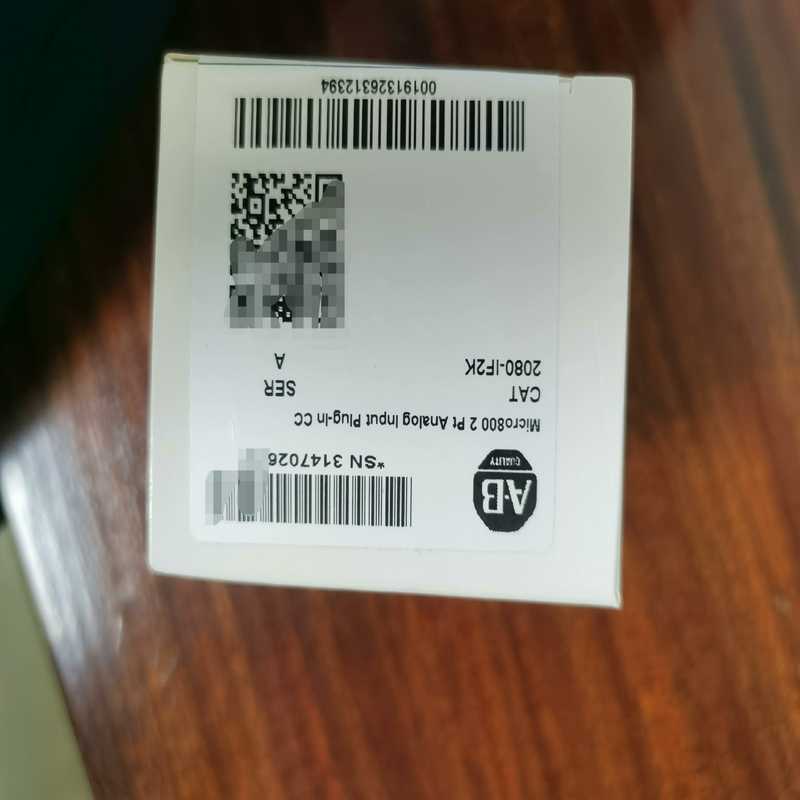 A·B
QUALITY
*SN 3147026
Micro800 2 Pt Analog Input Plug-In CC
CAT
2080-IF2K
SER
A
00191326312394